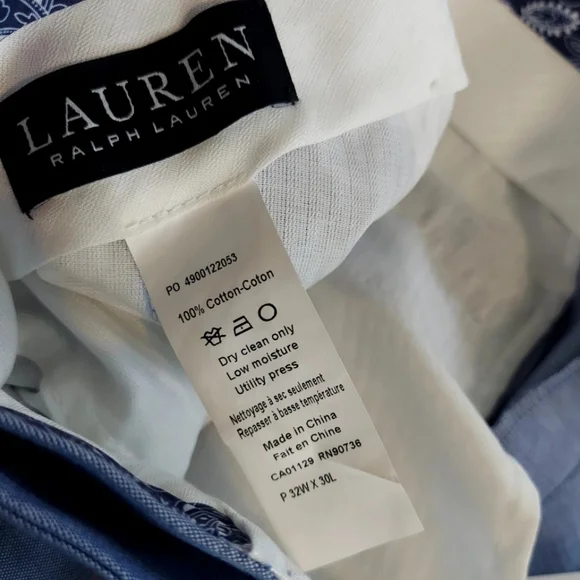 LAUREN
RALPH LAUREN
PO 4900122053
100% Cotton-Coton
Dry clean only
Low moisture
Utility press
Nettoyage à sec seulement
Repasser à basse température
Made in China
Fait en Chine
CA01129 RN90736
P 32W X 30L